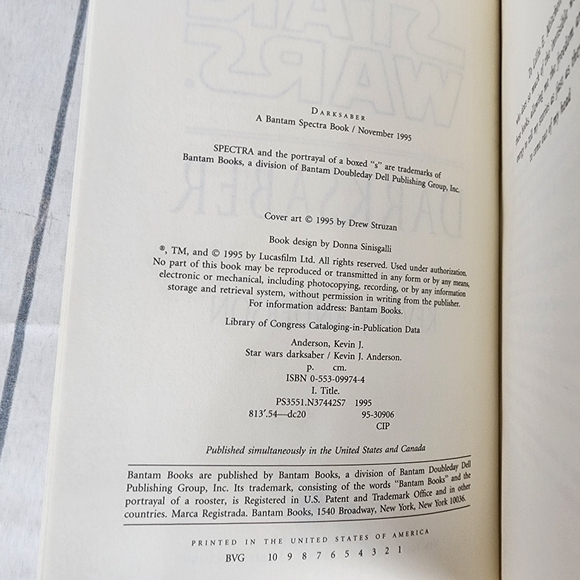 DARKSABER
A Bantam Spectra Book / November 1995
SPECTRA and the portrayal of a boxed "s" are trademarks of
Bantam Books, a division of Bantam Doubleday Dell Publishing Group, Inc.
Cover art © 1995 by Drew Struzan
Book design by Donna Sinisgalli
®, TM, and © 1995 by Lucasfilm Ltd. All rights reserved. Used under authorization.
No part of this book may be reproduced or transmitted in any form or by any means,
electronic or mechanical, including photocopying, recording, or by any information
storage and retrieval system, without permission in writing from the publisher.
For information address: Bantam Books.
Library of Congress Cataloging-in-Publication Data
Anderson, Kevin J.
Star wars darksaber / Kevin J. Anderson.
p. cm.
ISBN 0-553-09974-4
I. Title.
PS3551.N37442S7 1995
813'.54—dc20 95-30906
CIP
Published simultaneously in the United States and Canada
Bantam Books are published by Bantam Books, a division of Bantam Doubleday Dell
Publishing Group, Inc. Its trademark, consisting of the words "Bantam Books" and the
portrayal of a rooster, is Registered in U.S. Patent and Trademark Office and in other
countries. Marca Registrada. Bantam Books, 1540 Broadway, New York, New York 10036.
PRINTED IN THE UNITED STATES OF AMERICA
BVG 10 9 8 7 6 5 4 3 2 1
STAR
WARS
DARKSABER